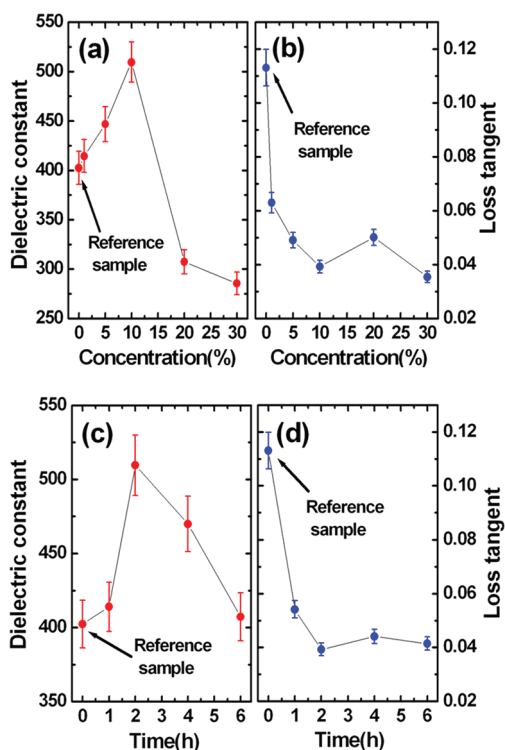 (a)
(b)
550
500
450
400
350
300
250
Dielectric constant
Reference
sample
Reference
sample
0.12
0.10
0.08
0.06
0.04
0.02
Loss tangent
0 5 10 15 20 25 30
0 5 10 15 20 25 30
Concentration(%)
Concentration(%)
(c)
(d)
550
500
450
400
350
Dielectric constant
Reference
sample
Reference
sample
0.12
0.10
0.08
0.06
0.04
0.02
Loss tangent
0 1 2 3 4 5 6
0 1 2 3 4 5 6
Time(h)
Time(h)